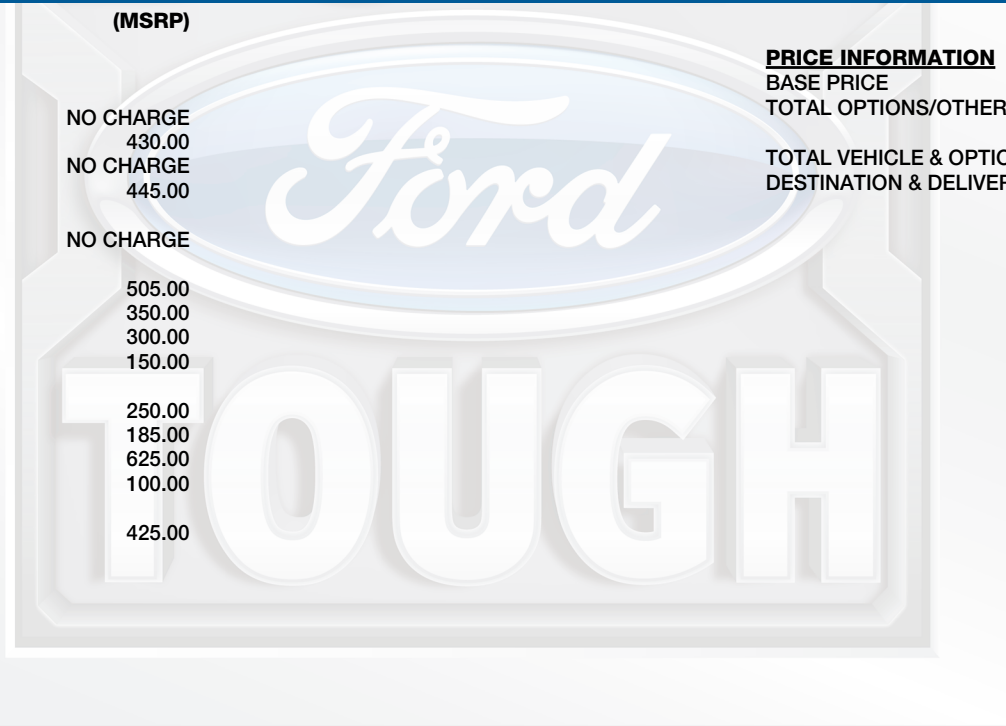 (MSRP)
NO CHARGE
430.00
NO CHARGE
445.00
NO CHARGE
505.00
350.00
300.00
150.00
250.00
185.00
625.00
100.00
425.00
PRICE INFORMATION
BASE PRICE
TOTAL OPTIONS/OTHER
TOTAL VEHICLE & OPTIO
DESTINATION & DELIVER
Ford
TOUGH